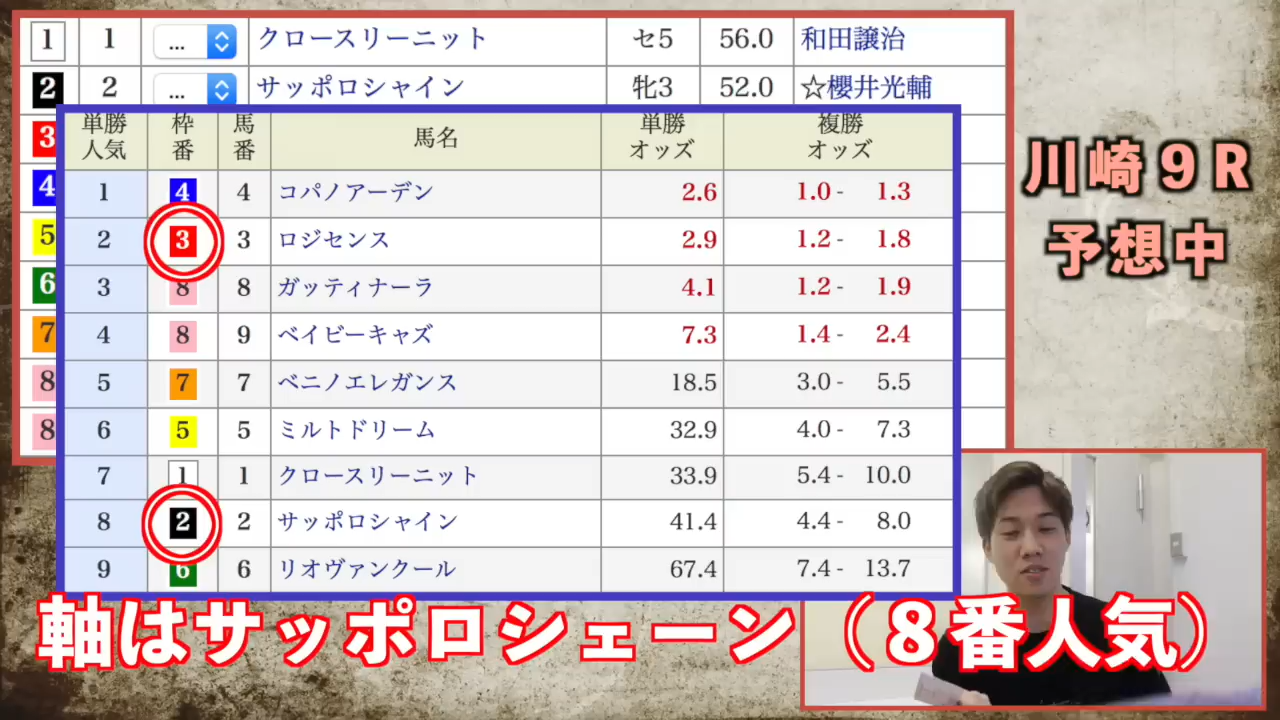 1 1 ... クロースリーニット セ5 56.0 和田譲治
2 2 ... サッポロシャイン 牝3 52.0 ☆櫻井光輔
3
4
5
6
7
8
8
単勝人気 枠番 馬番 馬名 単勝オッズ 複勝オッズ
1 4 4 コパノアーデン 2.6 1.0 - 1.3
2 3 3 ロジセンス 2.9 1.2 - 1.8
3 8 8 ガッティナーラ 4.1 1.2 - 1.9
4 8 9 ベイビーキャズ 7.3 1.4 - 2.4
5 7 7 ベニノエレガンス 18.5 3.0 - 5.5
6 5 5 ミルトドリーム 32.9 4.0 - 7.3
7 1 1 クロースリーニット 33.9 5.4 - 10.0
8 2 2 サッポロシャイン 41.4 4.4 - 8.0
9 6 6 リオヴァンクール 67.4 7.4 - 13.7
川崎９Ｒ
予想中
軸はサッポロシェーン（８番人気）